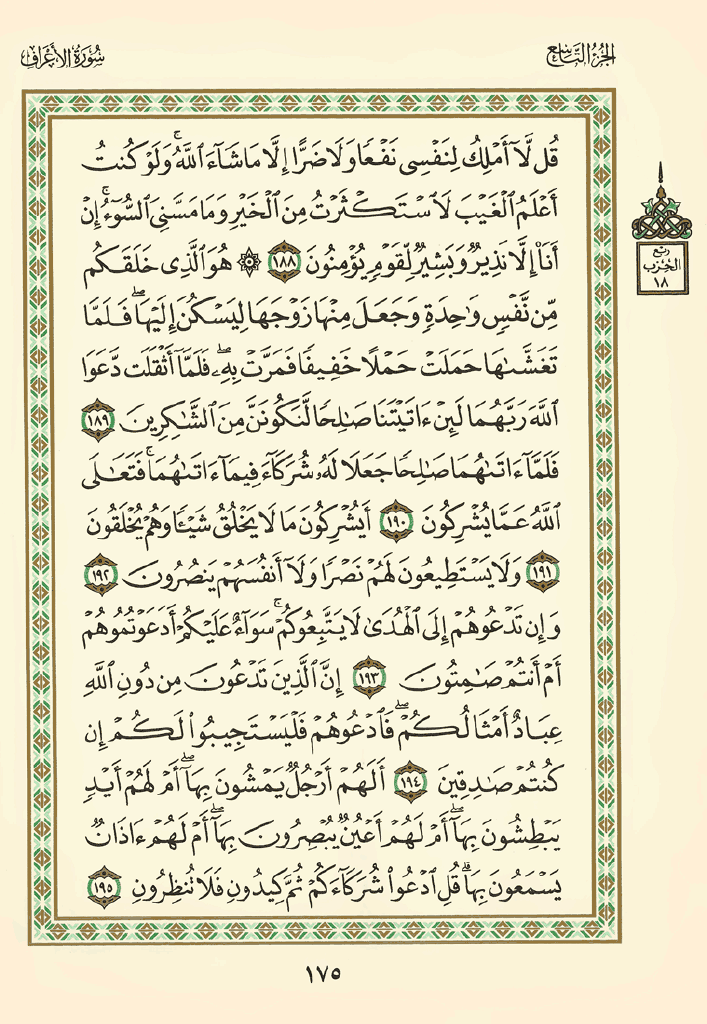 الجزء التاسع
سورة الأعراف
قُل لَّآ أَمْلِكُ لِنَفْسِى نَفْعًا وَلَا ضَرًّا إِلَّا مَا شَآءَ ٱللَّهُ ۚ وَلَوْ كُنتُ
أَعْلَمُ ٱلْغَيْبَ لَٱسْتَكْثَرْتُ مِنَ ٱلْخَيْرِ وَمَا مَسَّنِىَ ٱلسُّوٓءُ ۚ إِنْ
أَنَا۠ إِلَّا نَذِيرٌ وَبَشِيرٌ لِّقَوْمٍ يُؤْمِنُونَ ١٨٨ ۞ هُوَ ٱلَّذِى خَلَقَكُم
مِّن نَّفْسٍ وَٰحِدَةٍ وَجَعَلَ مِنْهَا زَوْجَهَا لِيَسْكُنَ إِلَيْهَا ۖ فَلَمَّا
تَغَشَّىٰهَا حَمَلَتْ حَمْلًا خَفِيفًا فَمَرَّتْ بِهِۦ ۖ فَلَمَّآ أَثْقَلَت دَّعَوَا
ٱللَّهَ رَبَّهُمَا لَئِنْ ءَاتَيْتَنَا صَٰلِحًا لَّنَكُونَنَّ مِنَ ٱلشَّٰكِرِينَ ١٨٩
فَلَمَّآ ءَاتَىٰهُمَا صَٰلِحًا جَعَلَا لَهُۥ شُرَكَآءَ فِيمَآ ءَاتَىٰهُمَا ۚ فَتَعَٰلَى
ٱللَّهُ عَمَّا يُشْرِكُونَ ١٩٠ أَيُشْرِكُونَ مَا لَا يَخْلُقُ شَيْـًٔا وَهُمْ يُخْلَقُونَ
١٩١ وَلَا يَسْتَطِيعُونَ لَهُمْ نَصْرًا وَلَآ أَنفُسَهُمْ يَنصُرُونَ ١٩٢
وَإِن تَدْعُوهُمْ إِلَى ٱلْهُدَىٰ لَا يَتَّبِعُوكُمْ ۚ سَوَآءٌ عَلَيْكُمْ أَدَعَوْتُمُوهُمْ
أَمْ أَنتُمْ صَٰمِتُونَ ١٩٣ إِنَّ ٱلَّذِينَ تَدْعُونَ مِن دُونِ ٱللَّهِ
عِبَادٌ أَمْثَالُكُمْ ۖ فَٱدْعُوهُمْ فَلْيَسْتَجِيبُوا۟ لَكُمْ إِن
كُنتُمْ صَٰدِقِينَ ١٩٤ أَلَهُمْ أَرْجُلٌ يَمْشُونَ بِهَآ ۖ أَمْ لَهُمْ أَيْدٍ
يَبْطِشُونَ بِهَآ ۖ أَمْ لَهُمْ أَعْيُنٌ يُبْصِرُونَ بِهَآ ۖ أَمْ لَهُمْ ءَاذَانٌ
يَسْمَعُونَ بِهَا ۗ قُلِ ٱدْعُوا۟ شُرَكَآءَكُمْ ثُمَّ كِيدُونِ فَلَا تُنظِرُونِ ١٩٥
ربع
الحزب
١٨
١٧٥